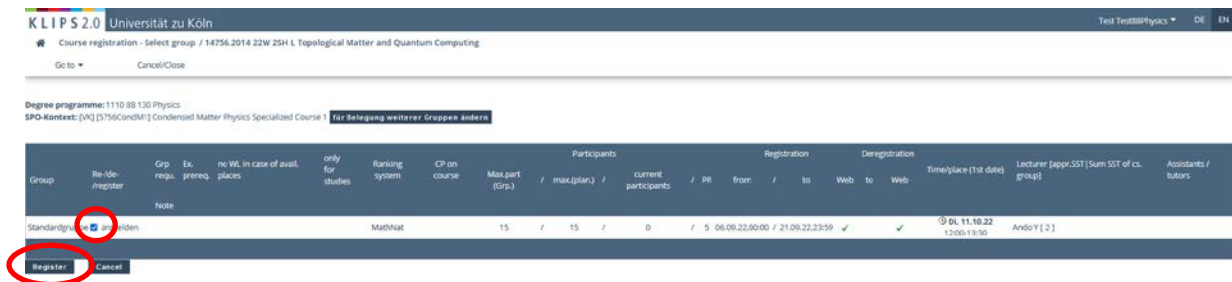 KLIPS 2.0 Universität zu Köln Test Test88Physics DE EN
Course registration - Select group / 14756.2014 22W 2SH L Topological Matter and Quantum Computing
Go to Cancel/Close
Degree programme: 1110 88 130 Physics
SPO-Kontext: [VK] [5756CondM1] Condensed Matter Physics Specialized Course 1 für Belegung weiterer Gruppen ändern
Participants Registration Deregistration
Group Re-/de-/register Grp requ. Ex. prereq. no WL in case of avail. places only for studies Ranking system CP on course Max.part (Grp.) / max.(plan.) / current participants / PR from / to Web to Web Time/place (1st date) Lecturer [appr.SST|Sum SST of cs. group] Assistants / tutors
Note
Standardgruppe anmelden MathNat 15 / 15 / 0 / 5 06.09.22,00:00 / 21.09.22,23:59 ✓ ✓ Di, 11.10.22 Ando Y [ 2 ]
12:00-13:30
Register Cancel